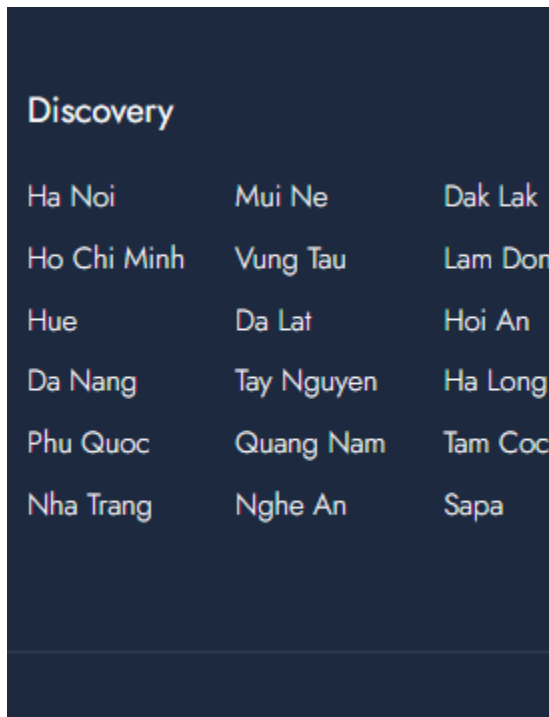 Discovery
Ha Noi Mui Ne Dak Lak
Ho Chi Minh Vung Tau Lam Don
Hue Da Lat Hoi An
Da Nang Tay Nguyen Ha Long
Phu Quoc Quang Nam Tam Coc
Nha Trang Nghe An Sapa